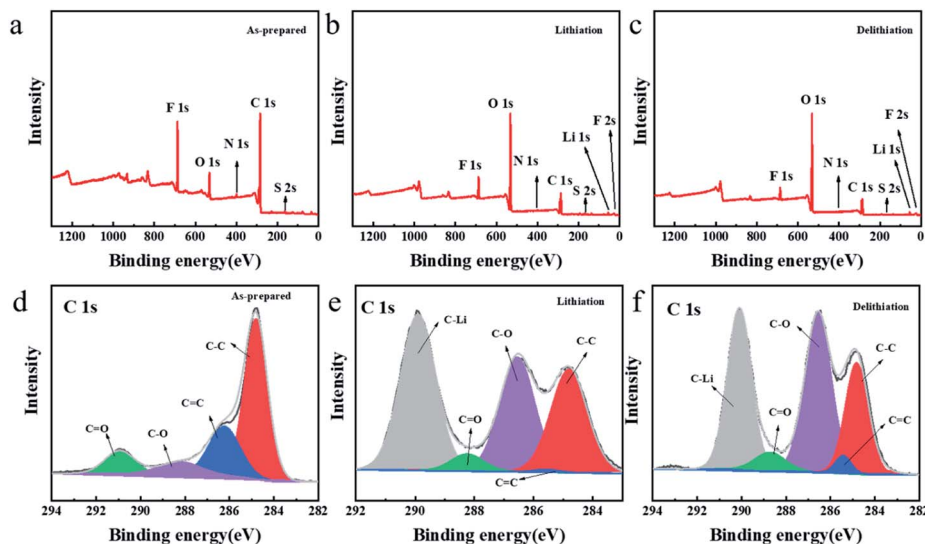 a
As-prepared
F 1s
C 1s
N 1s
O 1s
S 2s
Intensity
1200 1000 800 600 400 200 0
Binding energy(eV)
b
Lithiation
O 1s
F 2s
Li 1s
F 1s
N 1s
C 1s
S 2s
Intensity
1200 1000 800 600 400 200 0
Binding energy(eV)
c
Delithiation
O 1s
F 2s
Li 1s
N 1s
F 1s
C 1s
S 2s
Intensity
1200 1000 800 600 400 200 0
Binding energy(eV)
d
C 1s
As-prepared
C-C
C=C
C=O
C-O
Intensity
294 292 290 288 286 284 282
Binding energy(eV)
e
C 1s
Lithiation
C-Li
C-O
C-C
C=O
C=C
Intensity
292 290 288 286 284
Binding energy(eV)
f
C 1s
Delithiation
C-O
C-C
C-Li
C=O
C=C
Intensity
294 292 290 288 286 284 282
Binding energy(eV)